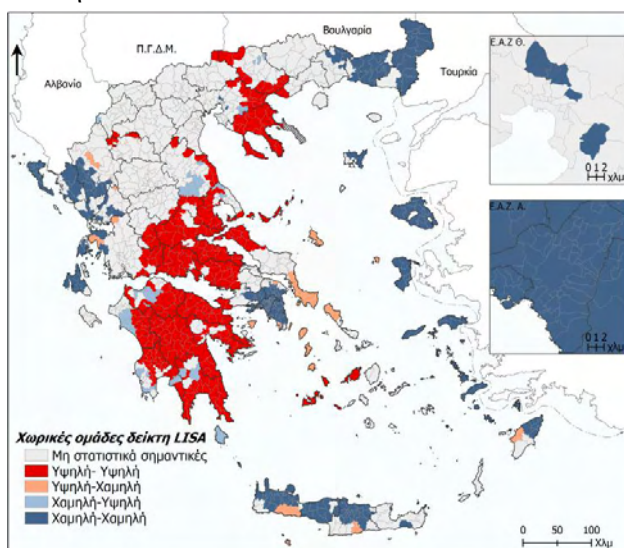 Βουλγαρία
Π.Γ.Δ.Μ.
Αλβανία
Τουρκία
Ε.Α.Ζ Θ.
0 1 2
χλμ
Ε.Α.Ζ. Α.
0 1 2
χλμ
Χωρικές ομάδες δείκτη LISA
Μη στατιστικά σημαντικές
Υψηλή- Υψηλή
Υψηλή-Χαμηλή
Χαμηλή-Υψηλή
Χαμηλή-Χαμηλή
0 50 100
Χλμ